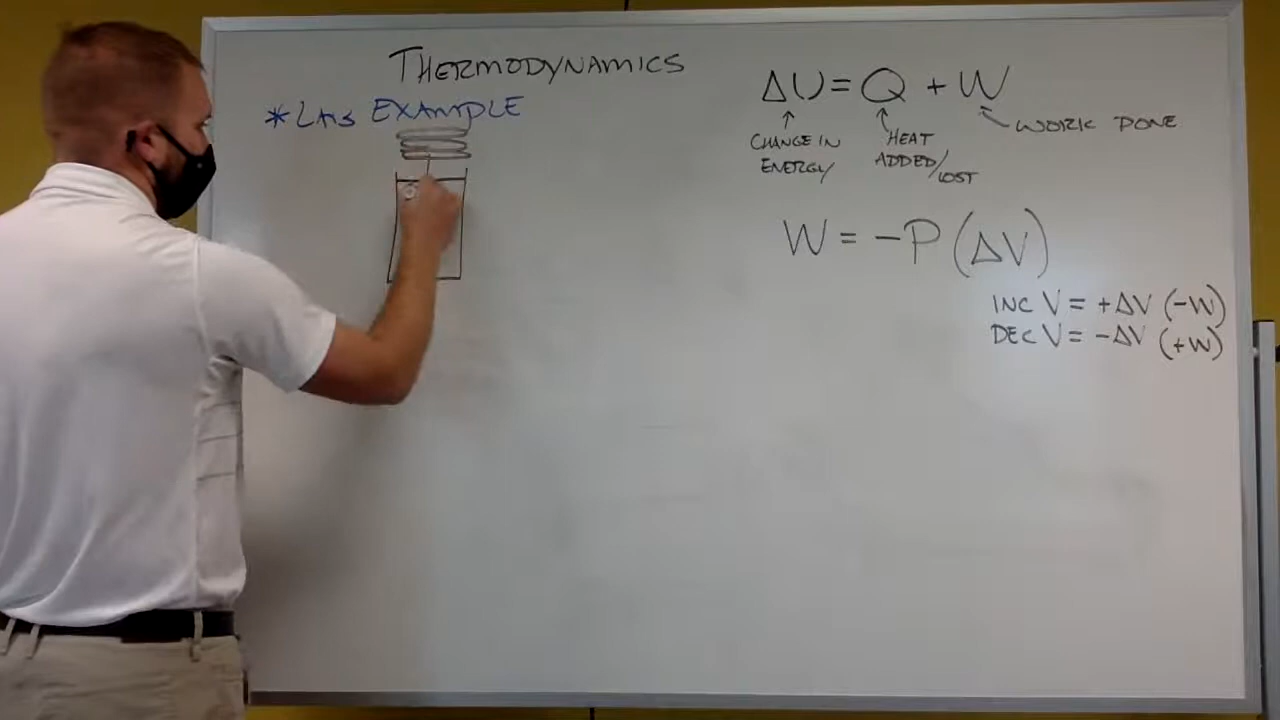 THERMODYNAMICS
*LAB EXAMPLE
ΔU = Q + W
CHANGE IN
ENERGY
HEAT
ADDED/
LOST
WORK DONE
W = -P(ΔV)
INC V = +ΔV (-W)
DEC V = -ΔV (+W)